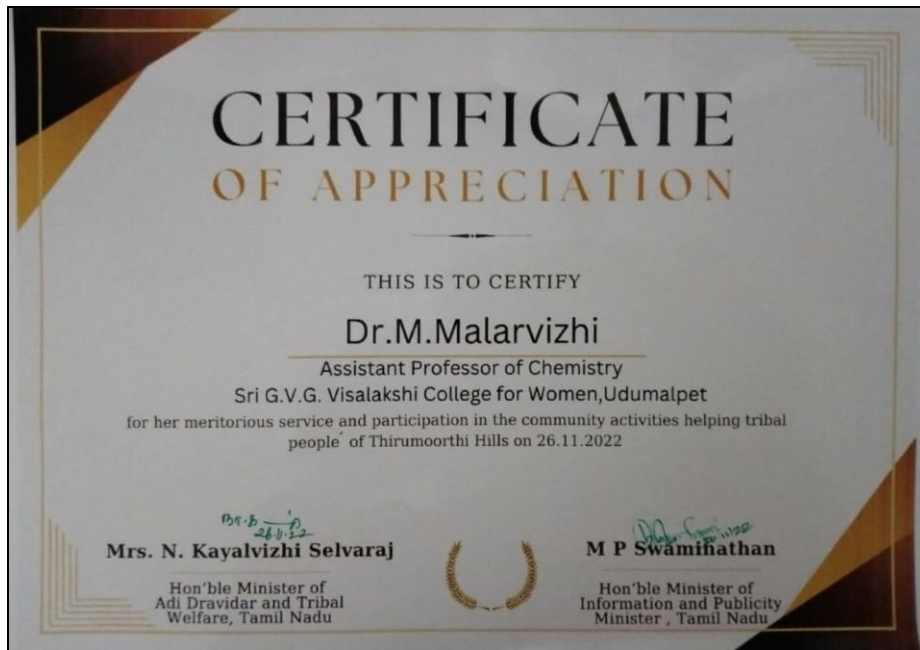 CERTIFICATE
OF APPRECIATION
THIS IS TO CERTIFY
Dr.M.Malarvizhi
Assistant Professor of Chemistry
Sri G.V.G. Visalakshi College for Women,Udumalpet
for her meritorious service and participation in the community activities helping tribal
people' of Thirumoorthi Hills on 26.11.2022
26.11.22
Mrs. N. Kayalvizhi Selvaraj
M P Swaminathan
Hon'ble Minister of
Adi Dravidar and Tribal
Welfare, Tamil Nadu
Hon'ble Minister of
Information and Publicity
Minister , Tamil Nadu